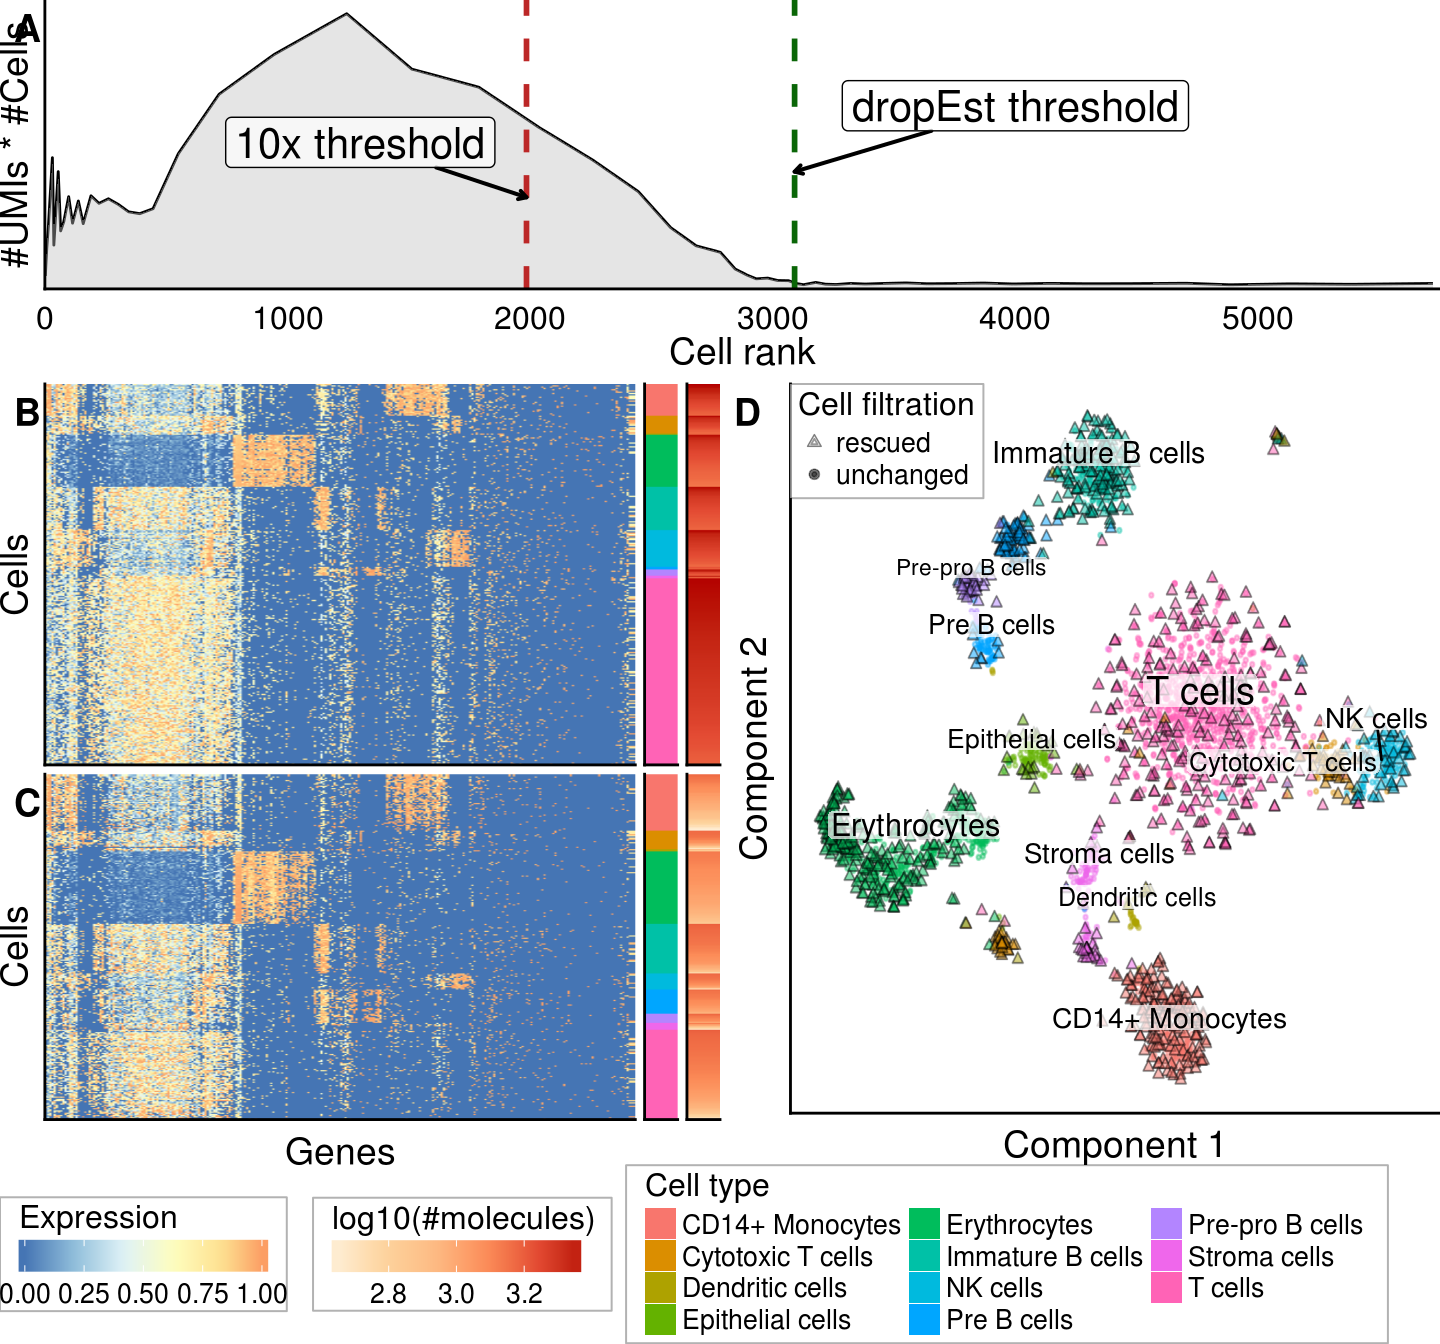 A
#UMIs * #Cells
10x threshold
dropEst threshold
0 1000 2000 3000 4000 5000
Cell rank
B
Cells
C
Cells
Genes
D
Cell filtration
rescued
unchanged
Immature B cells
Pre-pro B cells
Pre B cells
T cells
NK cells
Epithelial cells
Cytotoxic T cells
Erythrocytes
Stroma cells
Dendritic cells
CD14+ Monocytes
Component 2
Component 1
Expression
0.00 0.25 0.50 0.75 1.00
log10(#molecules)
2.8 3.0 3.2
Cell type
CD14+ Monocytes Erythrocytes Pre-pro B cells
Cytotoxic T cells Immature B cells Stroma cells
Dendritic cells NK cells T cells
Epithelial cells Pre B cells